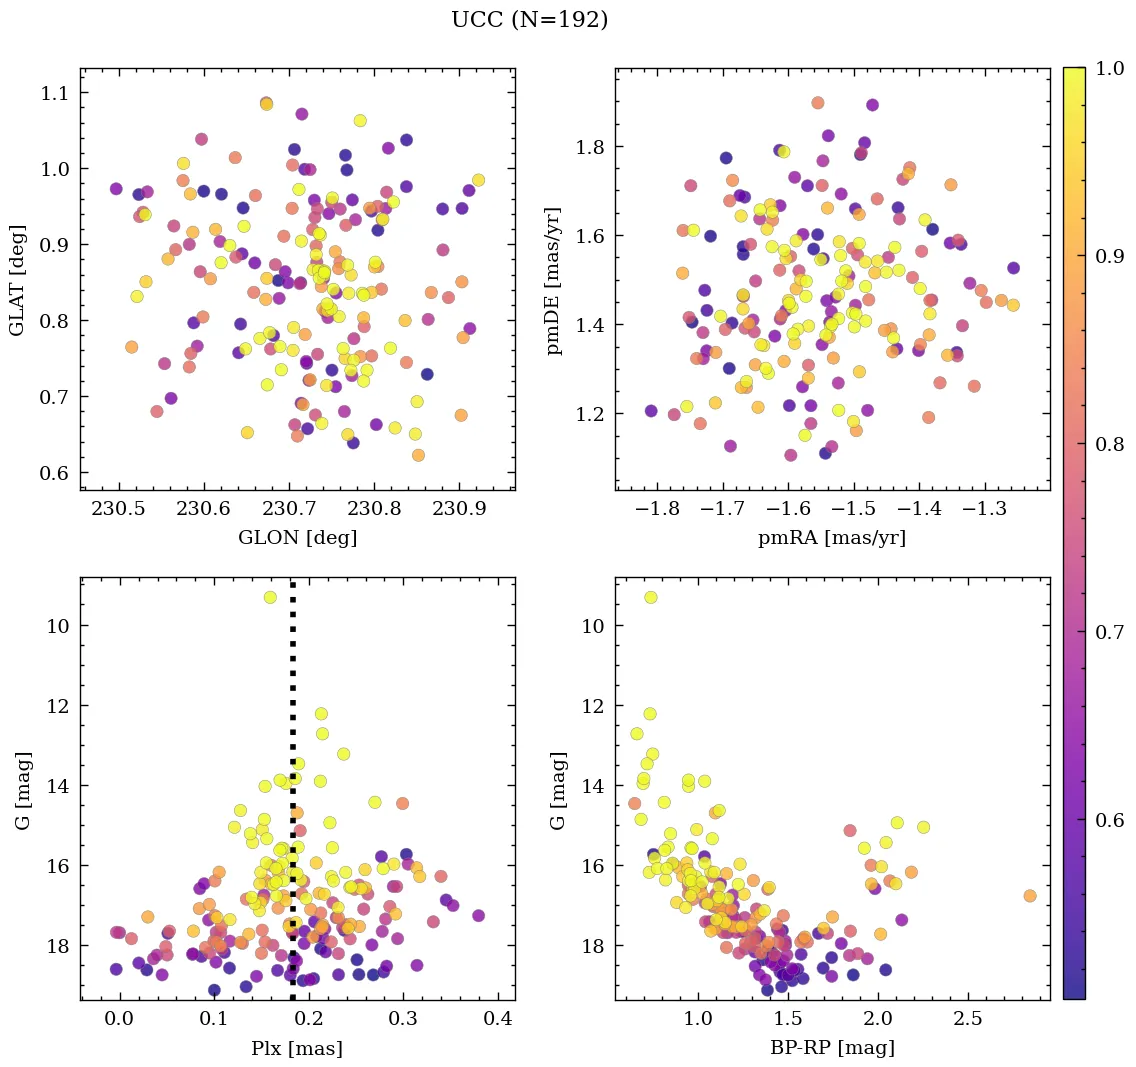 UCC (N=192)
1.1
1.0
0.9
0.8
0.7
0.6
GLAT [deg]
230.5 230.6 230.7 230.8 230.9
GLON [deg]
1.8
1.6
1.4
1.2
pmDE [mas/yr]
−1.8 −1.7 −1.6 −1.5 −1.4 −1.3
pmRA [mas/yr]
1.0
0.9
0.8
0.7
0.6
10
12
14
16
18
G [mag]
0.0 0.1 0.2 0.3 0.4
Plx [mas]
10
12
14
16
18
G [mag]
1.0 1.5 2.0 2.5
BP-RP [mag]